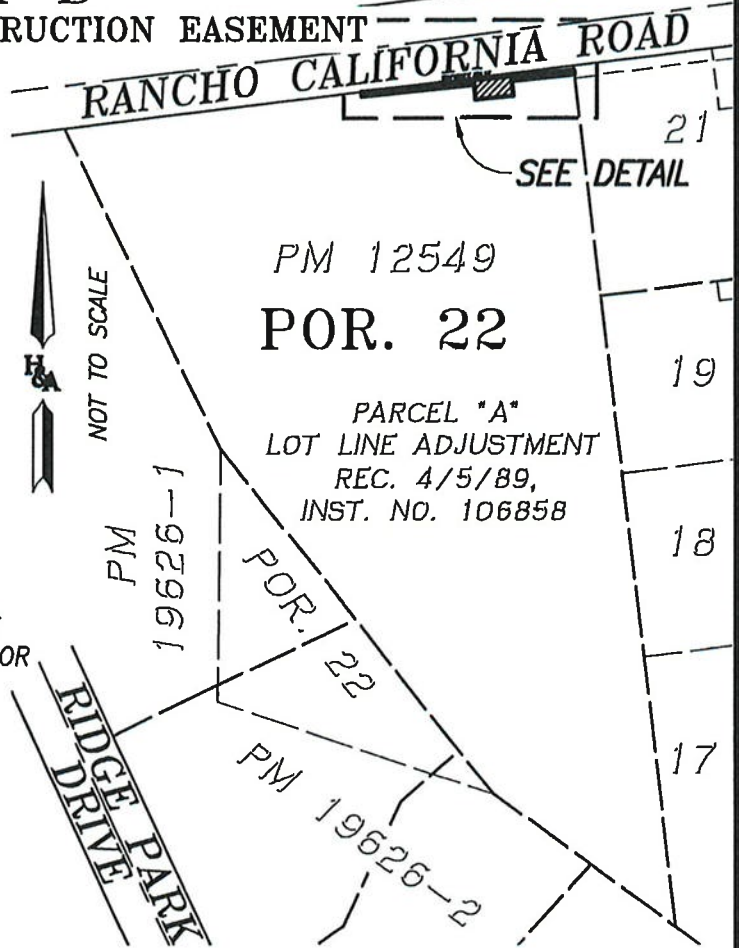 RUCTION EASEMENT
RANCHO CALIFORNIA ROAD
21
SEE DETAIL
PM 12549
POR. 22
NOT TO SCALE
H&A
19
PARCEL "A"
LOT LINE ADJUSTMENT
REC. 4/5/89,
INST. NO. 106858
PM
19626-1
18
POR.
22
OR
RIDGE PARK
DRIVE
PM 19626-2
17